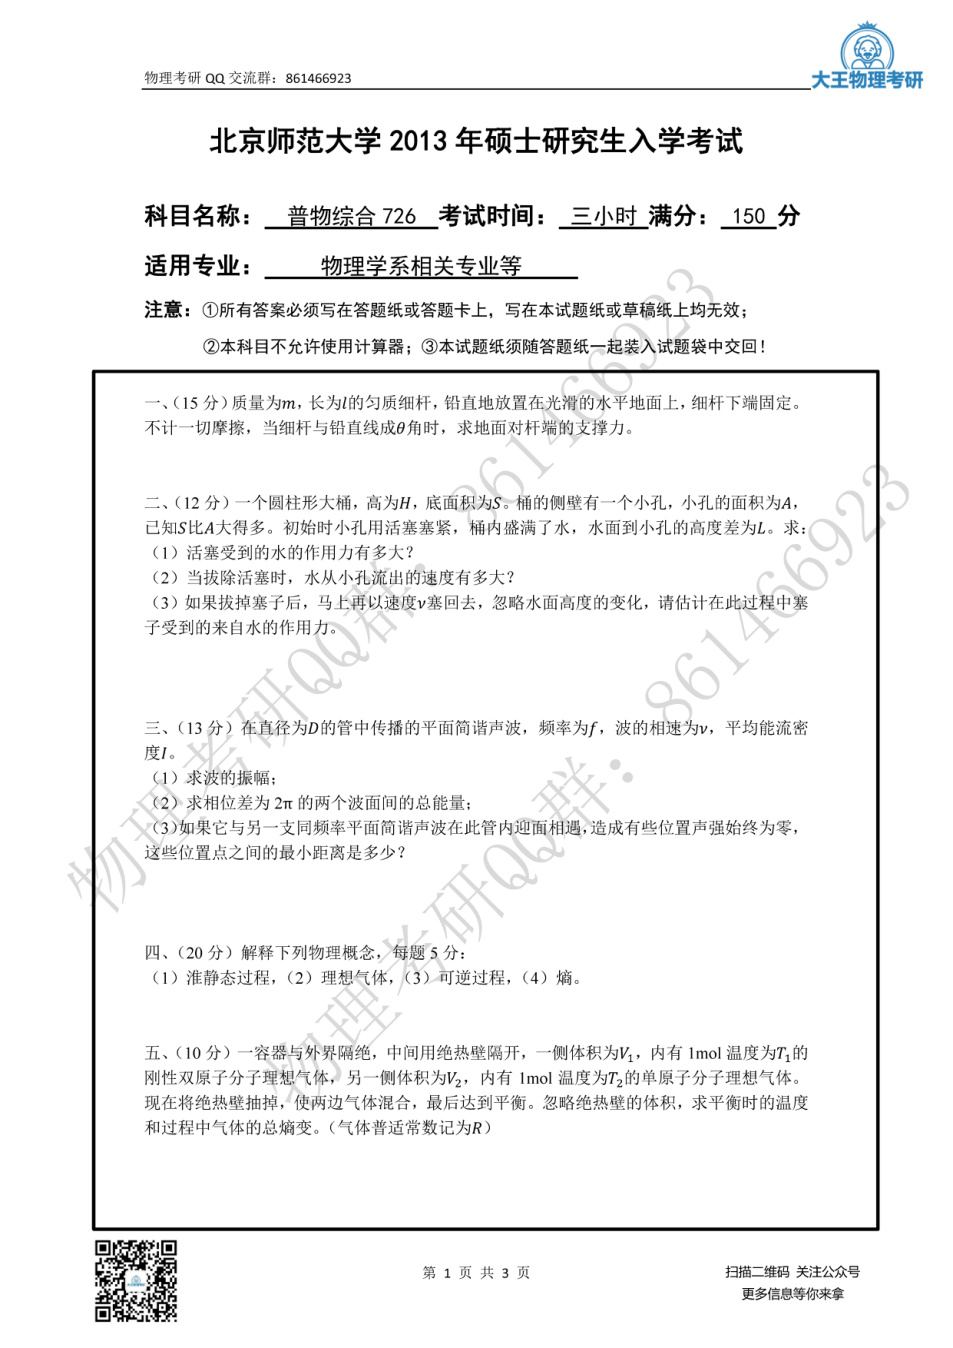 物理考研 QQ 交流群：861466923
大王物理考研
北京师范大学 2013 年硕士研究生入学考试
科目名称： 普物综合 726 考试时间： 三小时 满分： 150 分
适用专业： 物理学系相关专业等
注意：①所有答案必须写在答题纸或答题卡上，写在本试题纸或草稿纸上均无效；
②本科目不允许使用计算器；③本试题纸须随答题纸一起装入试题袋中交回！
一、（15 分）质量为m，长为l的匀质细杆，铅直地放置在光滑的水平地面上，细杆下端固定。
不计一切摩擦，当细杆与铅直线成θ角时，求地面对杆端的支撑力。
二、（12 分）一个圆柱形大桶，高为H，底面积为S。桶的侧壁有一个小孔，小孔的面积为A，
已知S比A大得多。初始时小孔用活塞塞紧，桶内盛满了水，水面到小孔的高度差为L。求：
（1）活塞受到的水的作用力有多大？
（2）当拔除活塞时，水从小孔流出的速度有多大？
（3）如果拔掉塞子后，马上再以速度v塞回去，忽略水面高度的变化，请估计在此过程中塞
子受到的来自水的作用力。
三、（13 分）在直径为D的管中传播的平面简谐声波，频率为f，波的相速为v，平均能流密
度I。
（1）求波的振幅；
（2）求相位差为 2π 的两个波面间的总能量；
（3）如果它与另一支同频率平面简谐声波在此管内迎面相遇，造成有些位置声强始终为零，
这些位置点之间的最小距离是多少？
四、（20 分）解释下列物理概念，每题 5 分：
（1）准静态过程，（2）理想气体，（3）可逆过程，（4）熵。
五、（10 分）一容器与外界隔绝，中间用绝热壁隔开，一侧体积为V₁，内有 1mol 温度为T₁的
刚性双原子分子理想气体，另一侧体积为V₂，内有 1mol 温度为T₂的单原子分子理想气体。
现在将绝热壁抽掉，使两边气体混合，最后达到平衡。忽略绝热壁的体积，求平衡时的温度
和过程中气体的总熵变。（气体普适常数记为R）
物理考研QQ群：861466923
物理考研QQ群：861466923
第 1 页 共 3 页
扫描二维码 关注公众号
更多信息等你来拿